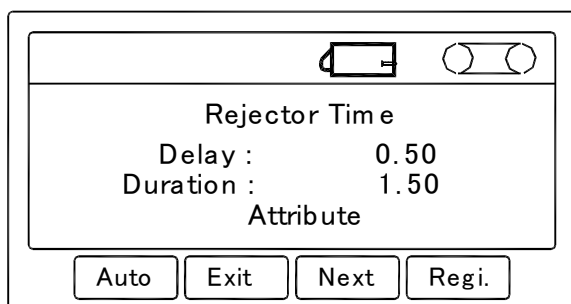 Rejector Time
Delay : 0.50
Duration : 1.50
Attribute
Auto Exit Next Regi.